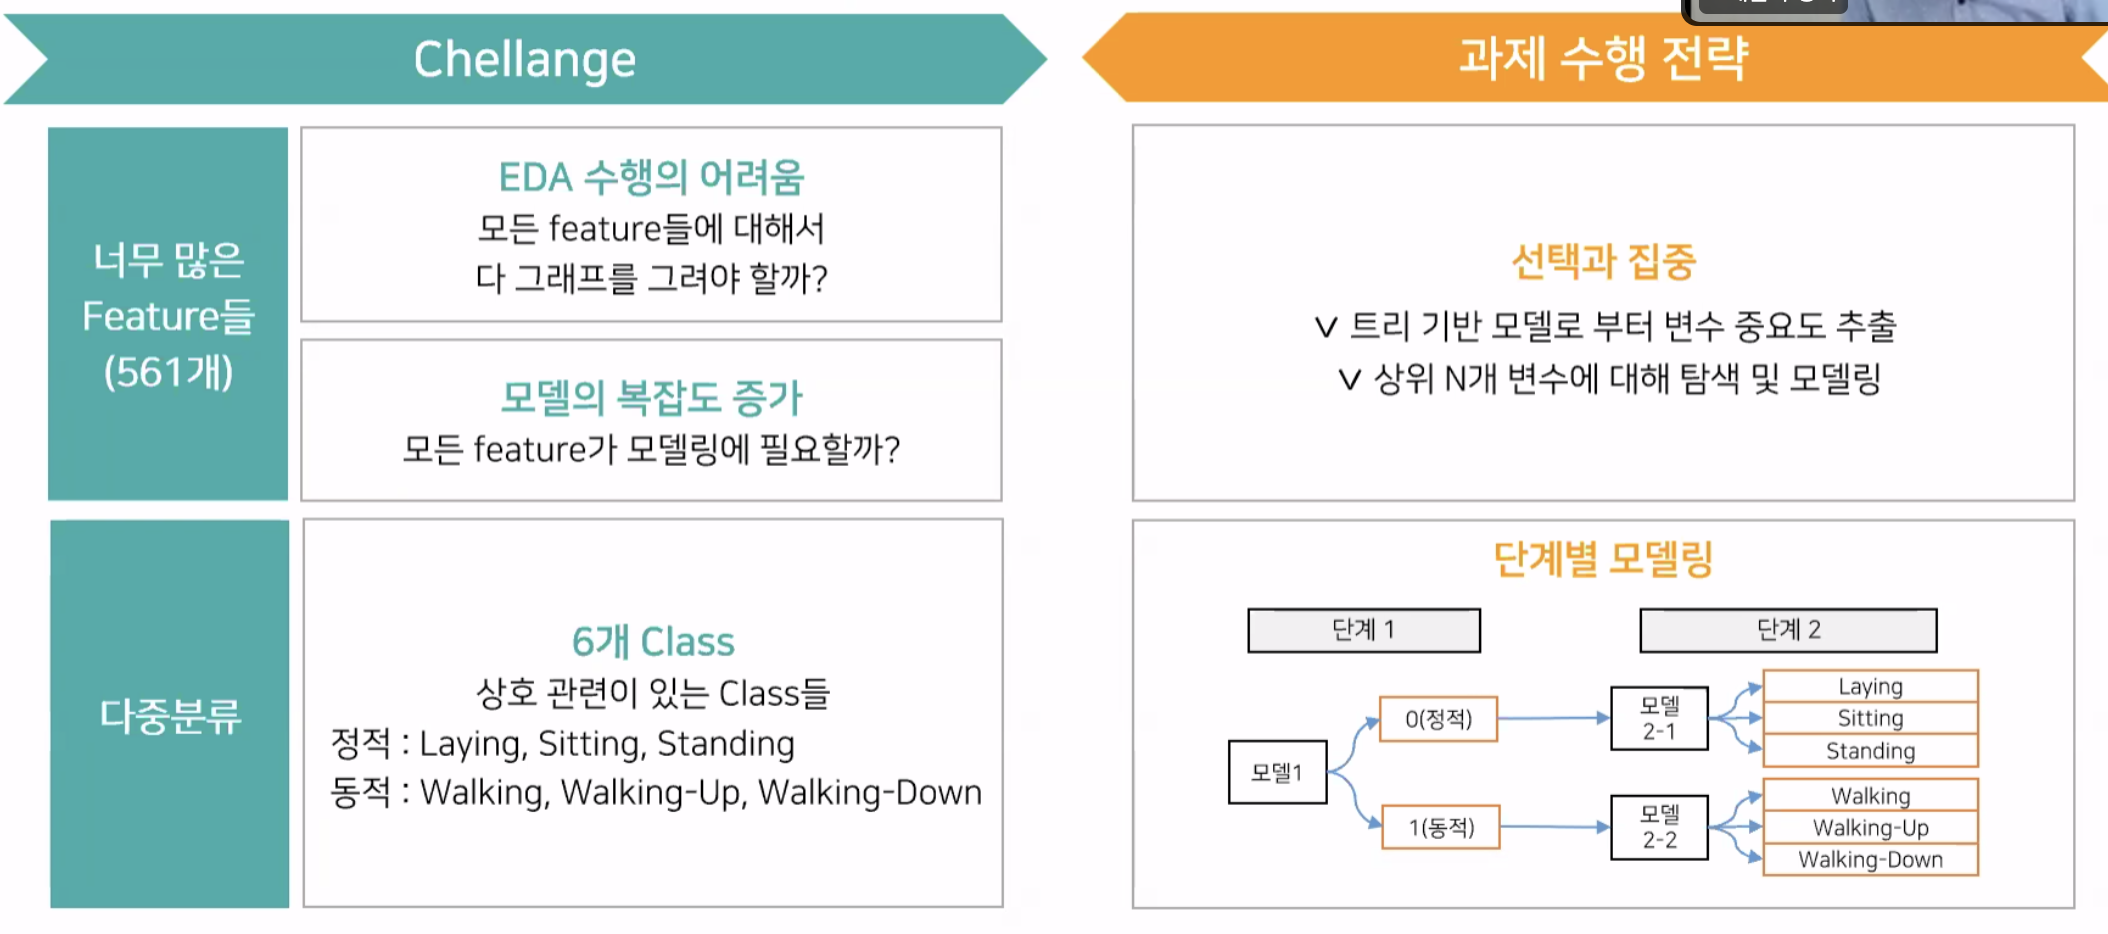 Chellange
과제 수행 전략
너무 많은
Feature들
(561개)
EDA 수행의 어려움
모든 feature들에 대해서
다 그래프를 그려야 할까?
모델의 복잡도 증가
모든 feature가 모델링에 필요할까?
선택과 집중
∨ 트리 기반 모델로 부터 변수 중요도 추출
∨ 상위 N개 변수에 대해 탐색 및 모델링
다중분류
6개 Class
상호 관련이 있는 Class들
정적 : Laying, Sitting, Standing
동적 : Walking, Walking-Up, Walking-Down
단계별 모델링
단계 1
단계 2
모델1
0(정적)
1(동적)
모델
2-1
Laying
Sitting
Standing
모델
2-2
Walking
Walking-Up
Walking-Down